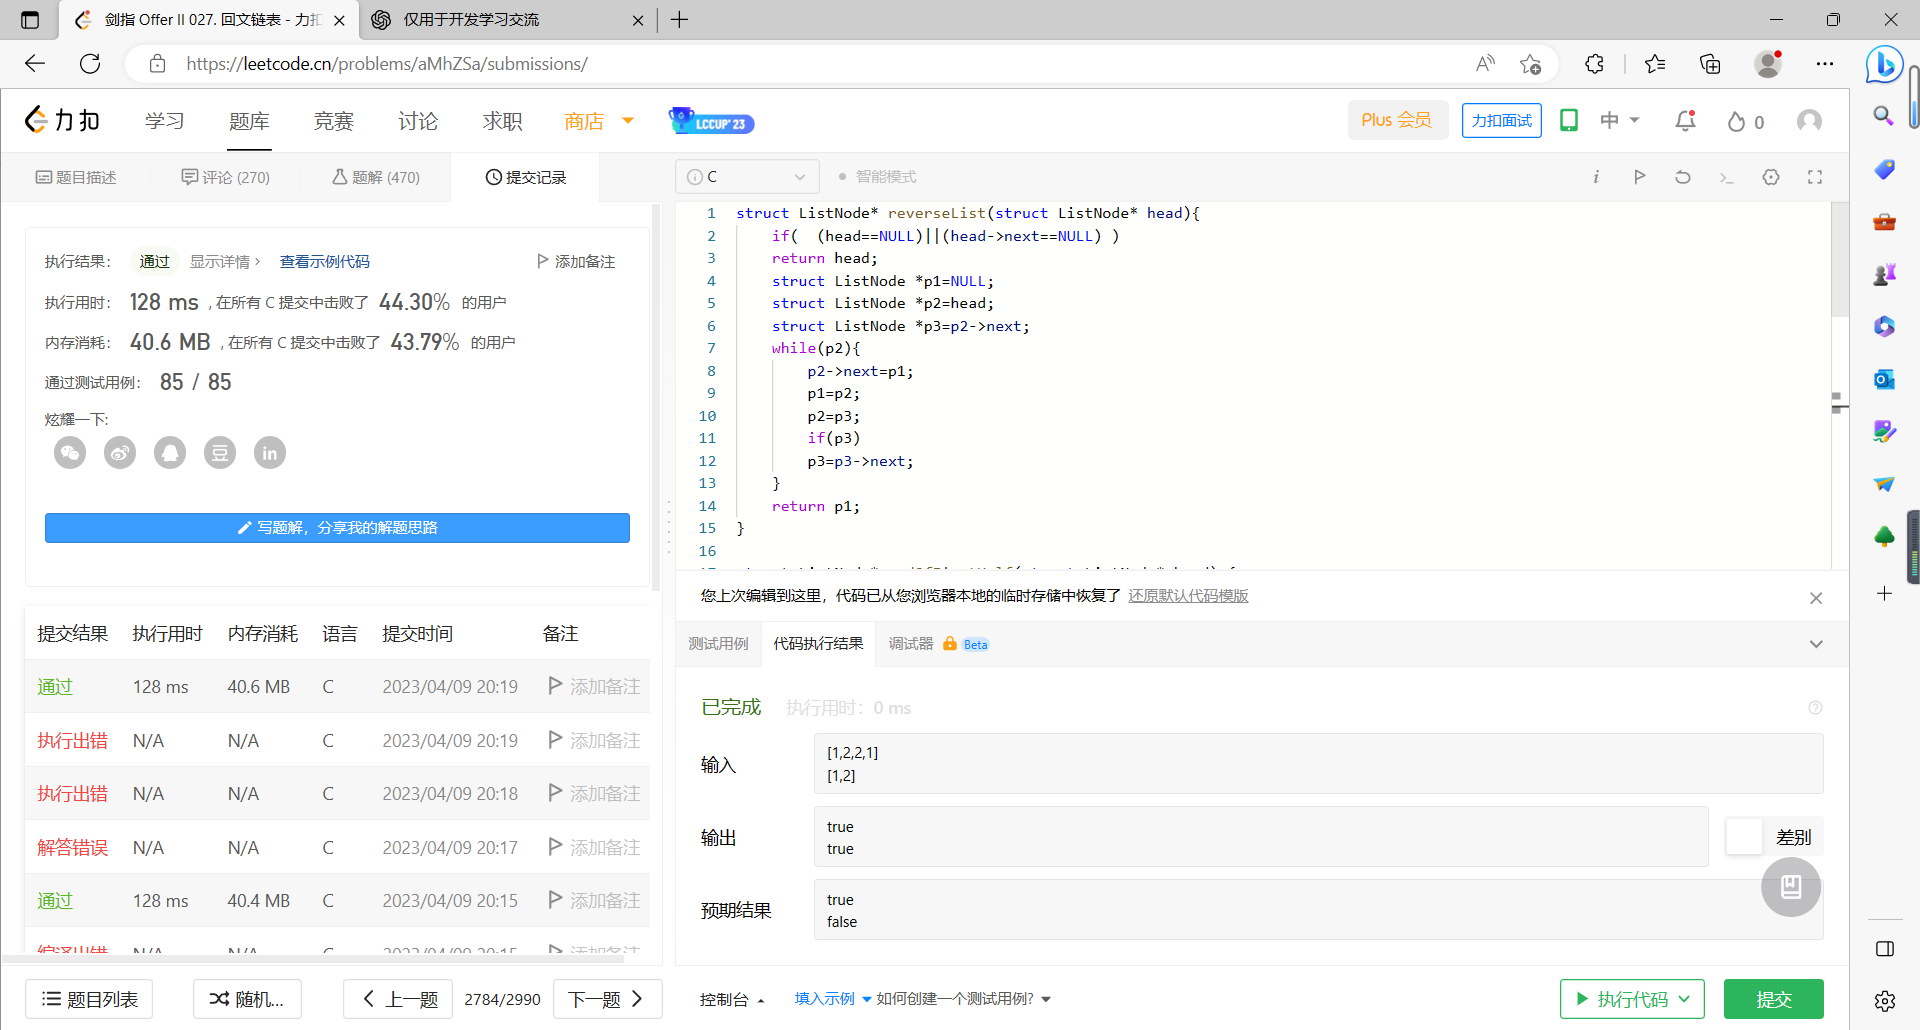 剑指 Offer II 027. 回文链表 - 力扣
仅用于开发学习交流
https://leetcode.cn/problems/aMhZSa/submissions/
力扣
学习
题库
竞赛
讨论
求职
商店
LCCUP' 23
Plus 会员
力扣面试
中
0
题目描述
评论 (270)
题解 (470)
提交记录
C
智能模式
执行结果：
通过
显示详情 >
查看示例代码
添加备注
执行用时：
128 ms , 在所有 C 提交中击败了 44.30% 的用户
内存消耗：
40.6 MB , 在所有 C 提交中击败了 43.79% 的用户
通过测试用例：
85 / 85
炫耀一下:
豆
in
写题解，分享我的解题思路
提交结果 执行用时 内存消耗 语言 提交时间 备注
通过 128 ms 40.6 MB C 2023/04/09 20:19 添加备注
执行出错 N/A N/A C 2023/04/09 20:19 添加备注
执行出错 N/A N/A C 2023/04/09 20:18 添加备注
解答错误 N/A N/A C 2023/04/09 20:17 添加备注
通过 128 ms 40.4 MB C 2023/04/09 20:15 添加备注
编译出错 N/A N/A C 2023/04/09 20:15 添加备注
1 struct ListNode* reverseList(struct ListNode* head){
2 if(  (head==NULL)||(head->next==NULL) )
3 return head;
4 struct ListNode *p1=NULL;
5 struct ListNode *p2=head;
6 struct ListNode *p3=p2->next;
7 while(p2){
8 p2->next=p1;
9 p1=p2;
10 p2=p3;
11 if(p3)
12 p3=p3->next;
13 }
14 return p1;
15 }
16
您上次编辑到这里，代码已从您浏览器本地的临时存储中恢复了 还原默认代码模版
测试用例
代码执行结果
调试器
Beta
已完成
执行用时：0 ms
输入
[1,2,2,1]
[1,2]
输出
true
true
差别
预期结果
true
false
题目列表
随机...
上一题
2784/2990
下一题
控制台
填入示例
如何创建一个测试用例?
执行代码
提交